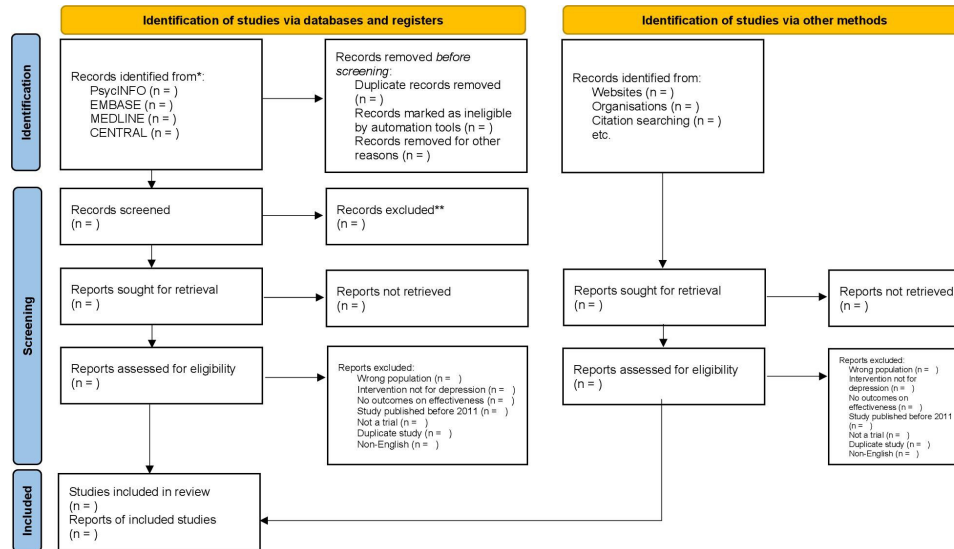 Identification of studies via databases and registers
Identification of studies via other methods
Identification
Records identified from*:
PsycINFO (n = )
EMBASE (n = )
MEDLINE (n = )
CENTRAL (n = )
Records removed before
screening:
Duplicate records removed
(n = )
Records marked as ineligible
by automation tools (n = )
Records removed for other
reasons (n = )
Records identified from:
Websites (n = )
Organisations (n = )
Citation searching (n = )
etc.
Screening
Records screened
(n = )
Records excluded**
(n = )
Reports sought for retrieval
(n = )
Reports not retrieved
(n = )
Reports sought for retrieval
(n = )
Reports not retrieved
(n = )
Reports assessed for eligibility
(n = )
Reports excluded:
Wrong population (n = )
Intervention not for depression (n = )
No outcomes on effectiveness (n = )
Study published before 2011 (n = )
Not a trial (n = )
Duplicate study (n = )
Non-English (n = )
Reports assessed for eligibility
(n = )
Reports excluded:
Wrong population (n = )
Intervention not for
depression (n = )
No outcomes on
effectiveness (n = )
Study published before 2011
(n = )
Not a trial (n = )
Duplicate study (n = )
Non-English (n = )
Included
Studies included in review
(n = )
Reports of included studies
(n = )